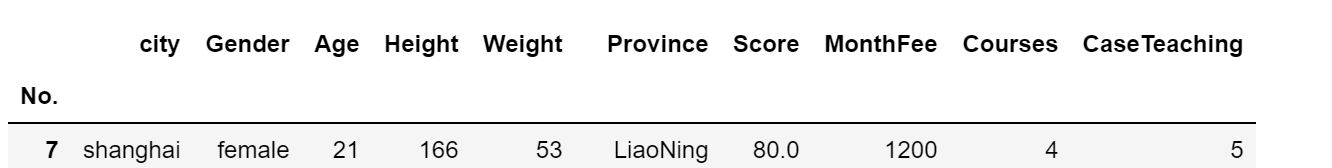 city Gender Age Height Weight Province Score MonthFee Courses CaseTeaching
No.
7 shanghai female 21 166 53 LiaoNing 80.0 1200 4 5